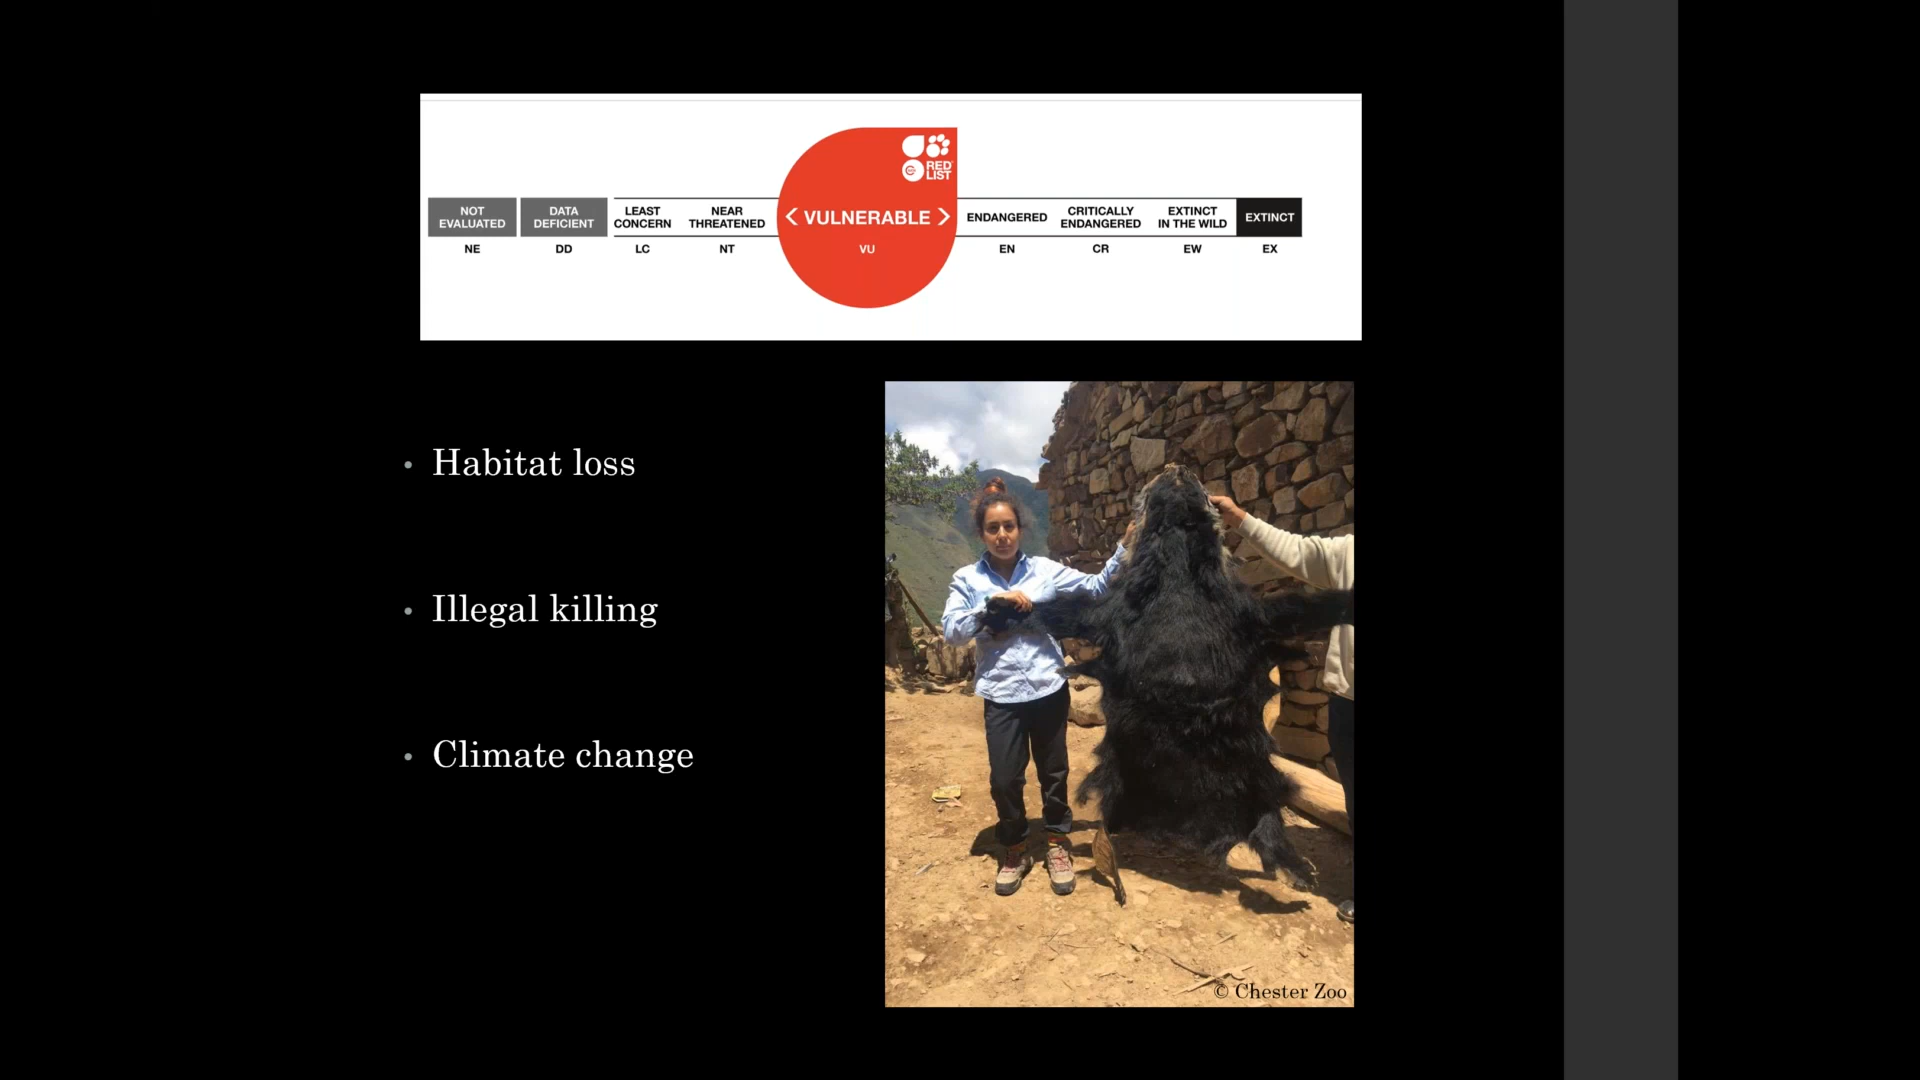 RED
LIST
NOT
EVALUATED
DATA
DEFICIENT
LEAST
CONCERN
NEAR
THREATENED
< VULNERABLE >
ENDANGERED
CRITICALLY
ENDANGERED
EXTINCT
IN THE WILD
EXTINCT
NE
DD
LC
NT
VU
EN
CR
EW
EX
• Habitat loss
• Illegal killing
• Climate change
© Chester Zoo